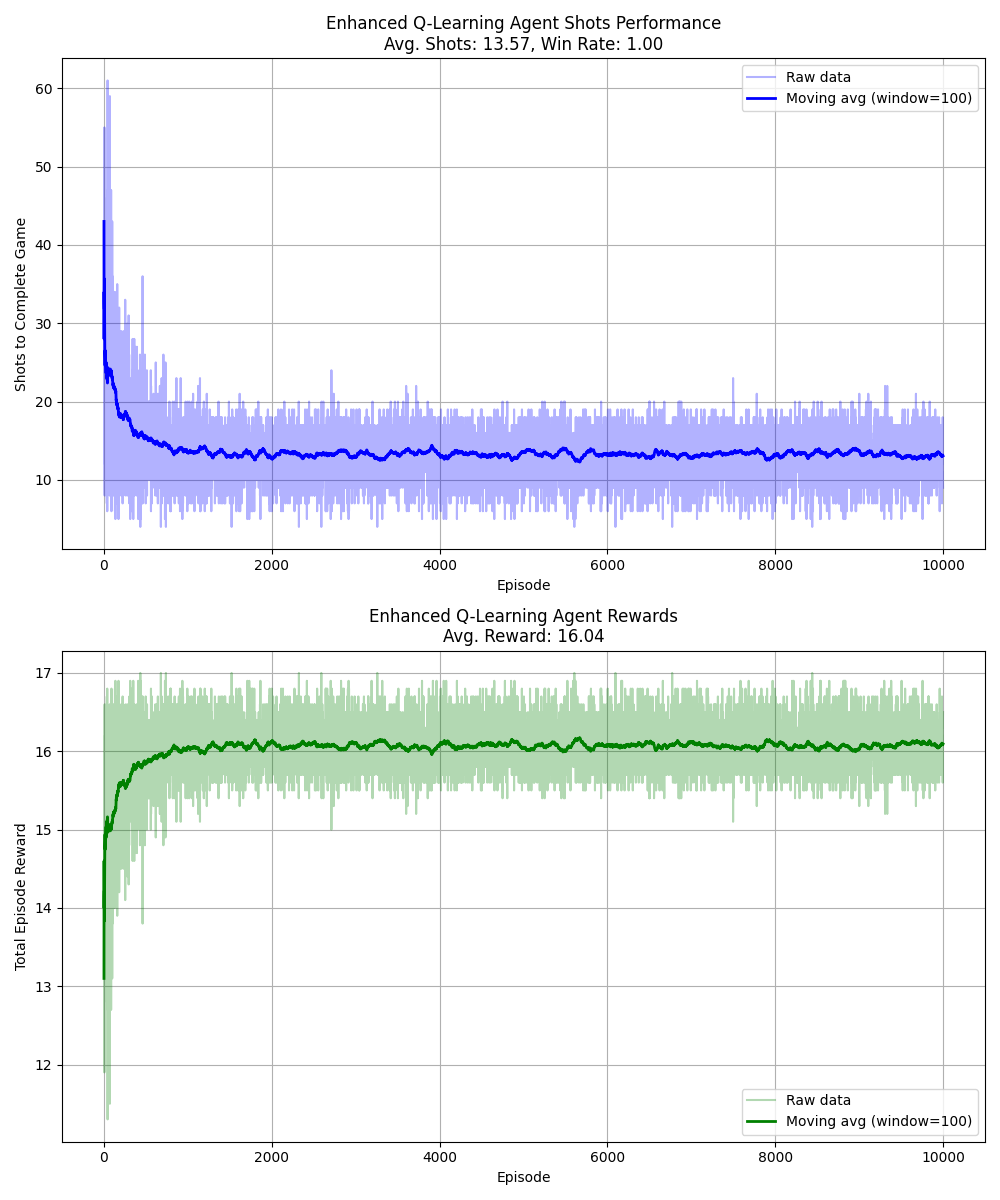 Enhanced Q-Learning Agent Shots Performance
Avg. Shots: 13.57, Win Rate: 1.00
Raw data
Moving avg (window=100)
Shots to Complete Game
60
50
40
30
20
10
0
2000
4000
6000
8000
10000
Episode
Enhanced Q-Learning Agent Rewards
Avg. Reward: 16.04
Total Episode Reward
17
16
15
14
13
12
Raw data
Moving avg (window=100)
0
2000
4000
6000
8000
10000
Episode